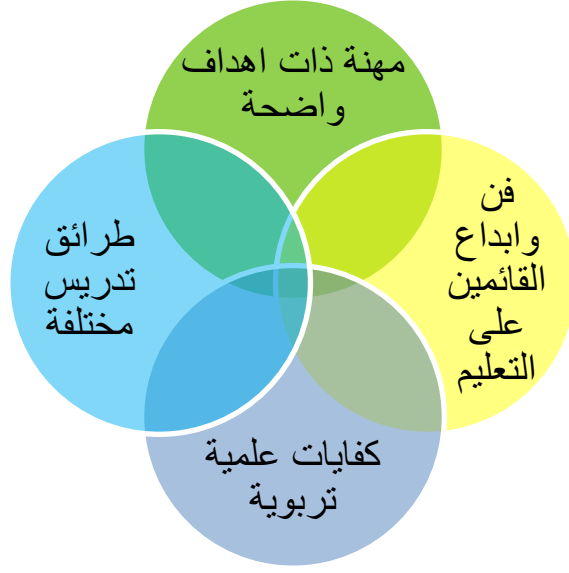 مهنة ذات اهداف
واضحة
فن
وابداع
القائمين
على
التعليم
طرائق
تدريس
مختلفة
كفايات علمية
تربوية